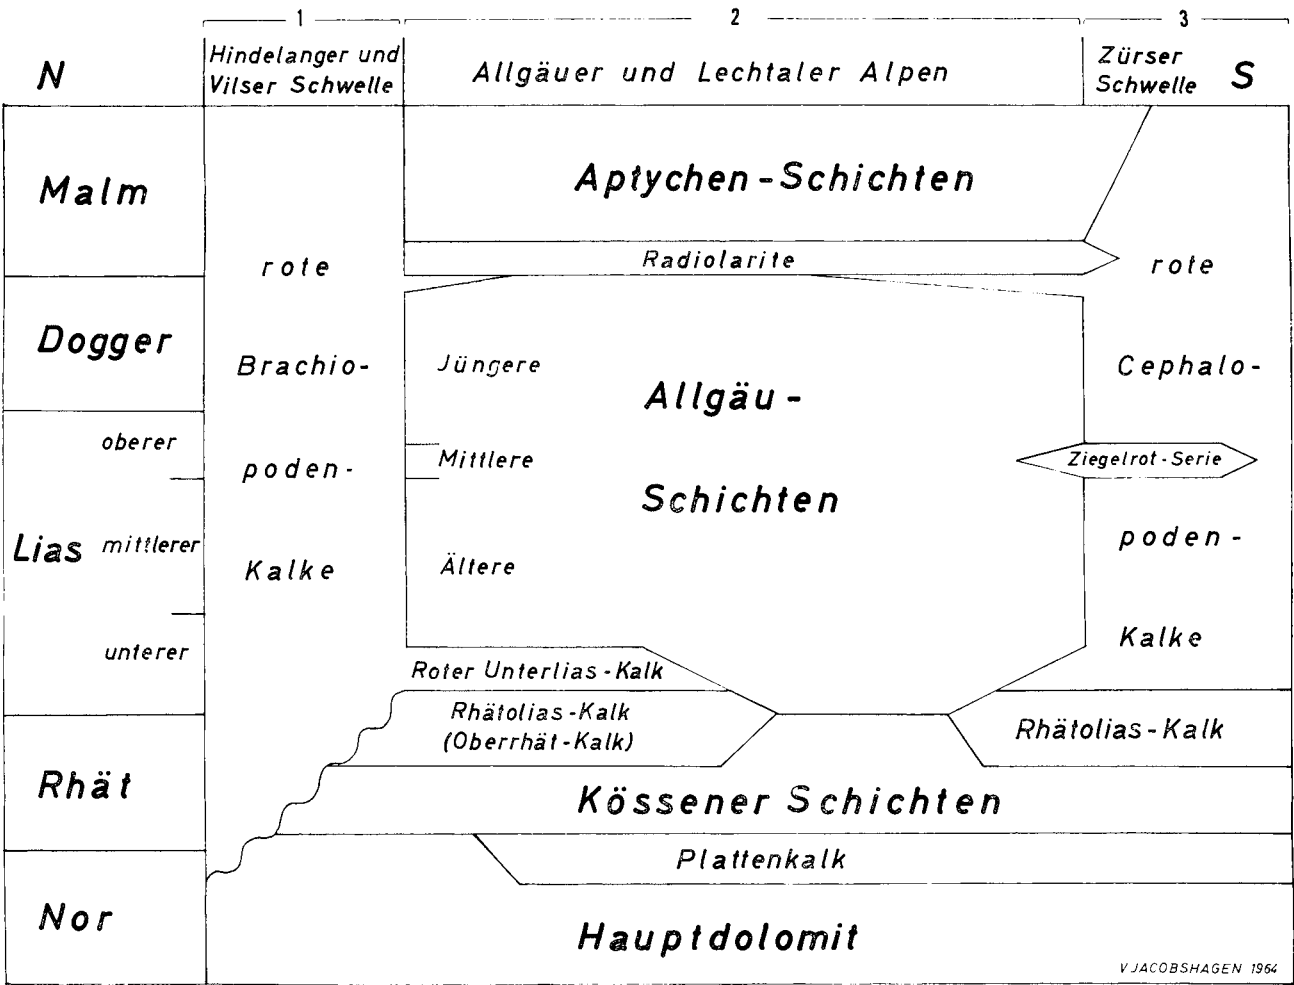 1 2 3
N Hindelanger und Vilser Schwelle Allgäuer und Lechtaler Alpen Zürser Schwelle S
Malm
Aptychen-Schichten
Radiolarite
rote
rote
Dogger
Brachio-
Jüngere
Allgäu-
Cephalo-
oberer
poden-
Mittlere
Ziegelrot-Serie
Schichten
Lias mittlerer
Kalke
Ältere
poden-
unterer
Roter Unterlias-Kalk
Kalke
Rhätolias-Kalk
(Oberrhät-Kalk)
Rhätolias-Kalk
Rhät
Kössener Schichten
Plattenkalk
Nor
Hauptdolomit
V JACOBSHAGEN 1964